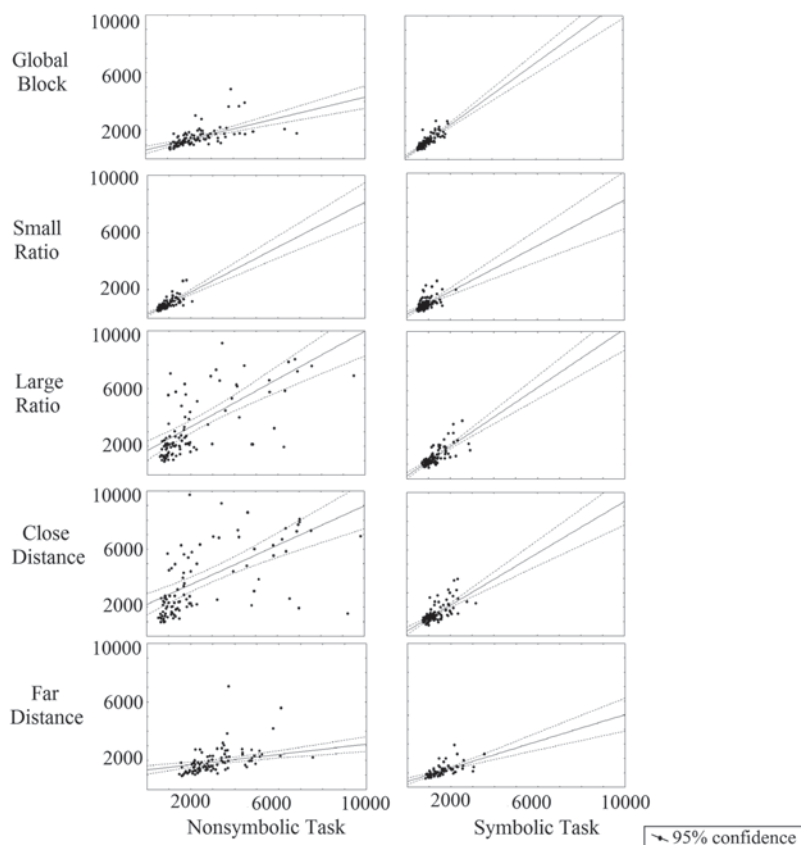 Global
Block
10000
6000
2000
Small
Ratio
10000
6000
2000
Large
Ratio
10000
6000
2000
Close
Distance
10000
6000
2000
Far
Distance
10000
6000
2000
2000 6000 10000
2000 6000 10000
Nonsymbolic Task
Symbolic Task
95% confidence